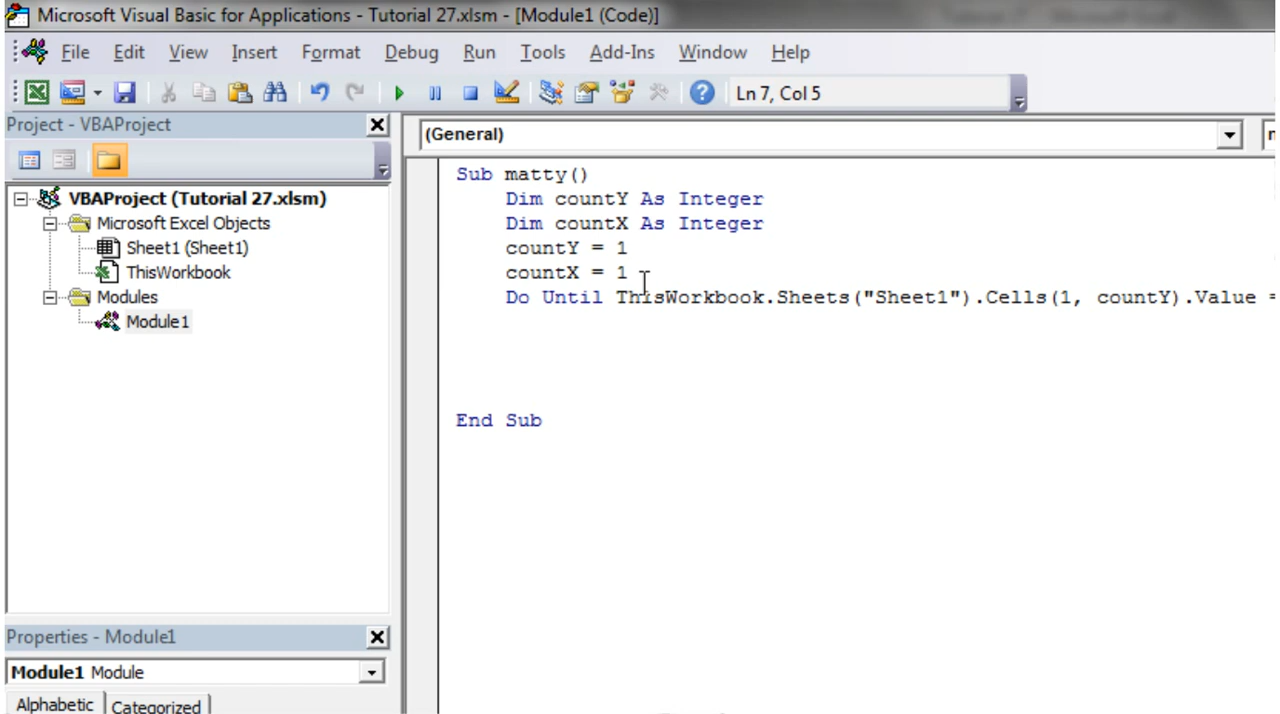 Microsoft Visual Basic for Applications - Tutorial 27.xlsm - [Module1 (Code)]
File Edit View Insert Format Debug Run Tools Add-Ins Window Help
Ln 7, Col 5
Project - VBAProject
(General)
VBAProject (Tutorial 27.xlsm)
Microsoft Excel Objects
Sheet1 (Sheet1)
ThisWorkbook
Modules
Module1
Sub matty()
Dim countY As Integer
Dim countX As Integer
countY = 1
countX = 1
Do Until ThisWorkbook.Sheets("Sheet1").Cells(1, countY).Value =
End Sub
Properties - Module1
Module1 Module
Alphabetic Categorized